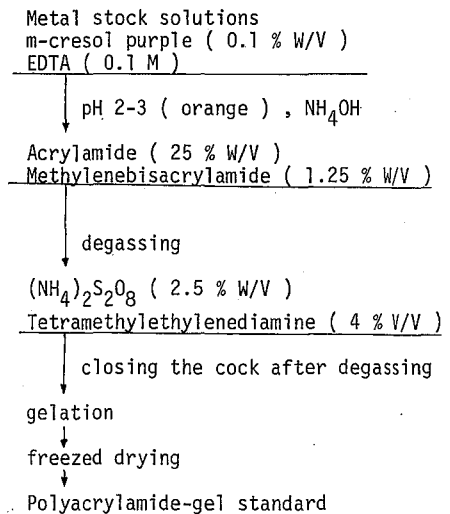 Metal stock solutions
m-cresol purple ( 0.1 % W/V )
EDTA ( 0.1 M )
pH 2-3 ( orange ) , NH4OH
Acrylamide ( 25 % W/V )
Methylenebisacrylamide ( 1.25 % W/V )
degassing
(NH4)2S2O8 ( 2.5 % W/V )
Tetramethylethylenediamine ( 4 % V/V )
closing the cock after degassing
gelation
freezed drying
Polyacrylamide-gel standard